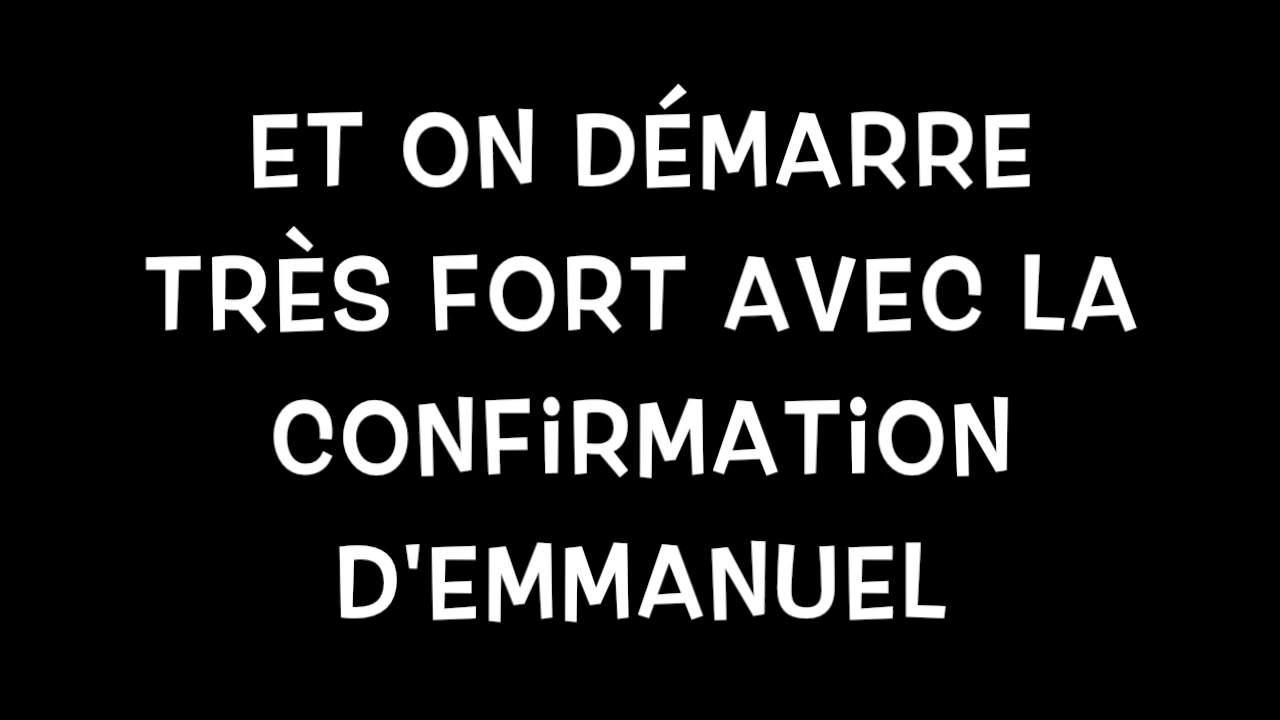 ET ON DÉMARRE
TRÈS FORT AVEC LA
CONFiRMATiON
D'EMMANUEL